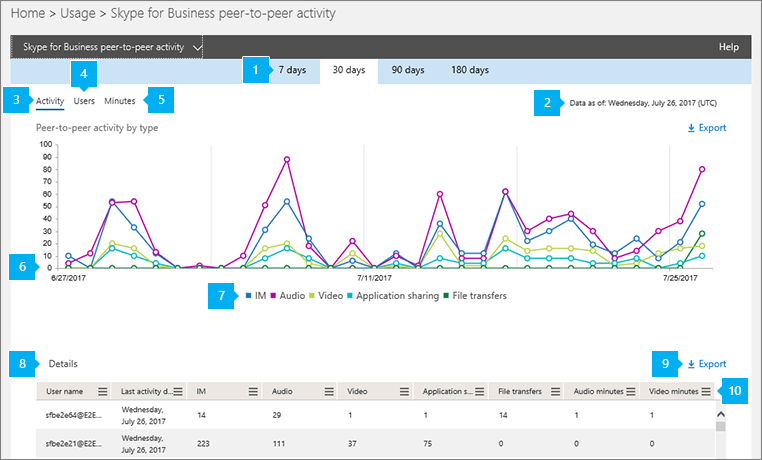 Home > Usage > Skype for Business peer-to-peer activity
Skype for Business peer-to-peer activity
Help
1
7 days
30 days
90 days
180 days
4
3
Activity
Users
Minutes
5
2
Data as of: Wednesday, July 26, 2017 (UTC)
Peer-to-peer activity by type
Export
100
90
80
70
60
50
40
30
20
10
0
6
6/27/2017
7/11/2017
7/25/2017
7
IM
Audio
Video
Application sharing
File transfers
8
Details
9
Export
User name
Last activity d...
IM
Audio
Video
Application s...
File transfers
Audio minutes
Video minutes
10
sfbe2e64@E2E...
Wednesday,
July 26, 2017
14
29
1
1
14
1
1
sfbe2e21@E2E...
Wednesday,
July 26, 2017
223
111
37
75
0
0
0